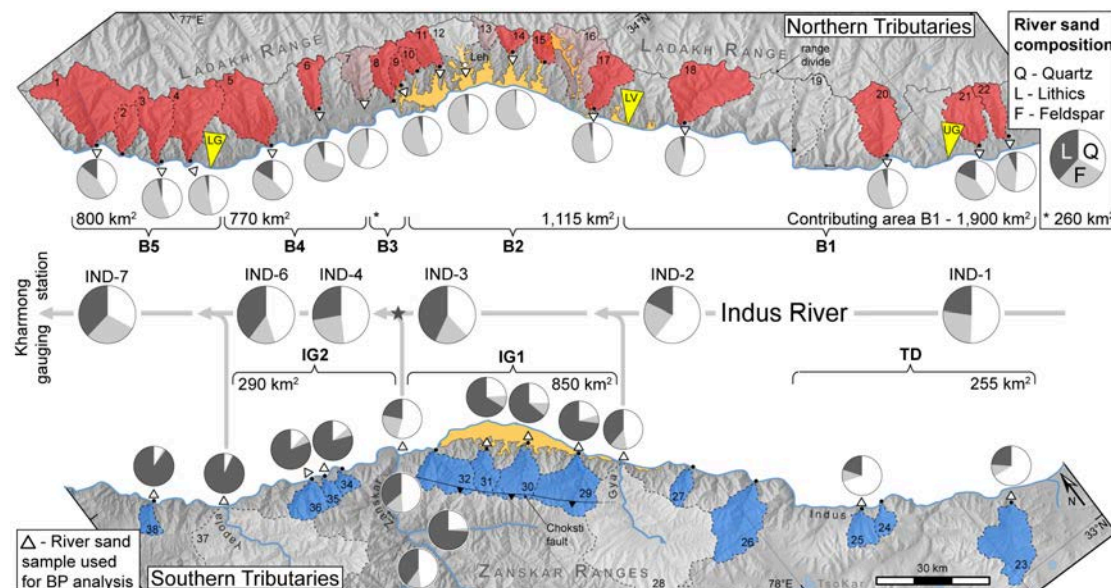 77°E
34°N
Northern Tributaries
LADAKH RANGE
LADAKH RANGE
range
divide
Leh
1
2
3
4
5
6
7
8
9
10
11
12
13
14
15
16
17
18
19
20
21
22
LG
LV
UG
River sand
composition
Q - Quartz
L - Lithics
F - Feldspar
L
Q
F
800 km²
770 km²
*
1,115 km²
Contributing area B1 - 1,900 km²
* 260 km²
B5
B4
B3
B2
B1
Kharmong
gauging station
IND-7
IND-6
IND-4
IND-3
IND-2
IND-1
Indus River
IG2
290 km²
IG1
850 km²
TD
255 km²
38
37
36
35
34
32
31
30
29
28
27
26
25
24
23
Yapola
Zanskar
Gya
Indus
Choksti
fault
ZANSKAR RANGES
TsoKar
78°E
33°N
N
30 km
△ - River sand
sample used
for BP analysis
Southern Tributaries